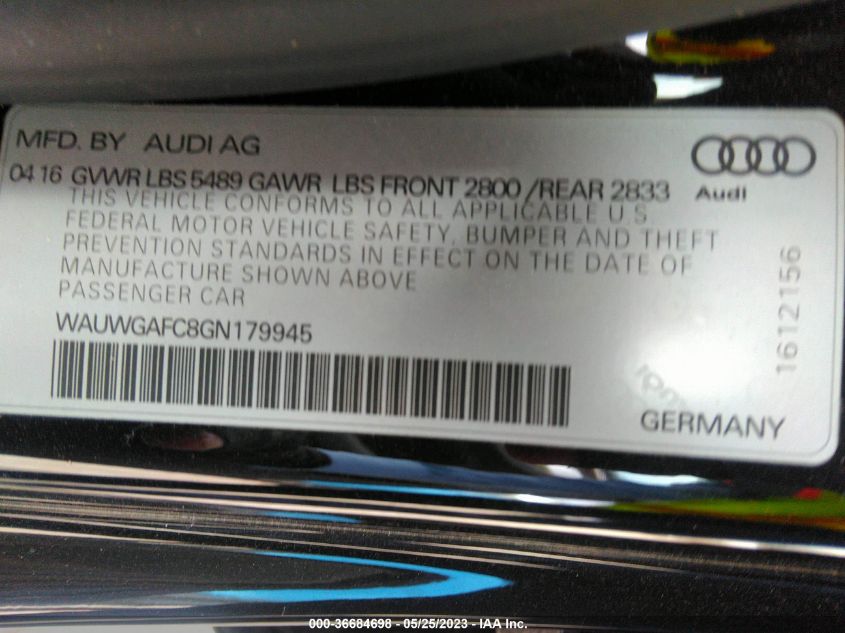 MFD. BY AUDI AG
04 16 GVWR LBS 5489 GAWR LBS FRONT 2800 / REAR 2833
Audi
THIS VEHICLE CONFORMS TO ALL APPLICABLE U.S.
FEDERAL MOTOR VEHICLE SAFETY, BUMPER AND THEFT
PREVENTION STANDARDS IN EFFECT ON THE DATE OF
MANUFACTURE SHOWN ABOVE
PASSENGER CAR
WAUWGAFC8GN179945
1612156
GERMANY
000-36684698 - 05/25/2023 - IAA Inc.